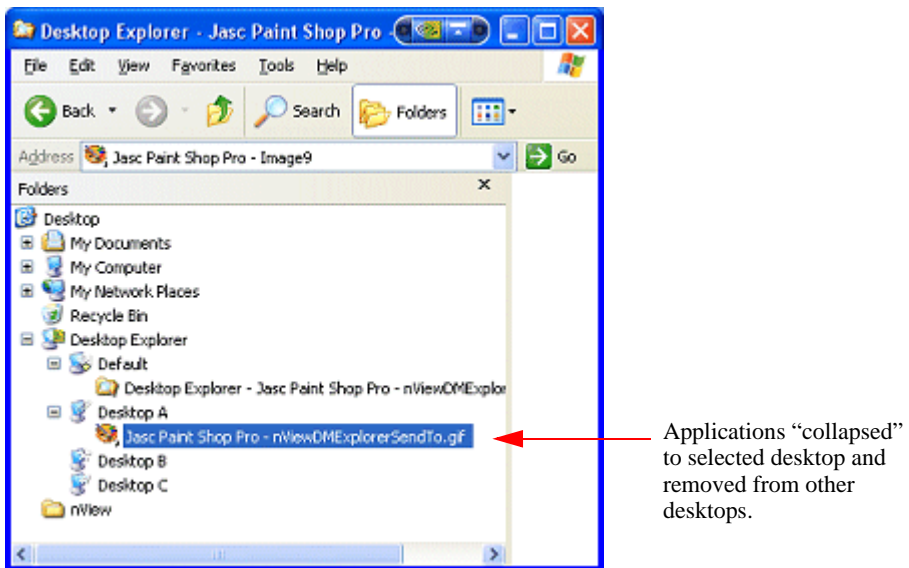 Desktop Explorer - Jasc Paint Shop Pro -
File Edit View Favorites Tools Help
Back Search Folders
Address Jasc Paint Shop Pro - Image9 Go
Folders x
Desktop
My Documents
My Computer
My Network Places
Recycle Bin
Desktop Explorer
Default
Desktop Explorer - Jasc Paint Shop Pro - nViewDMExplor
Desktop A
Jasc Paint Shop Pro - nViewDMExplorerSendTo.gif
Desktop B
Desktop C
nView
Applications “collapsed”
to selected desktop and
removed from other
desktops.